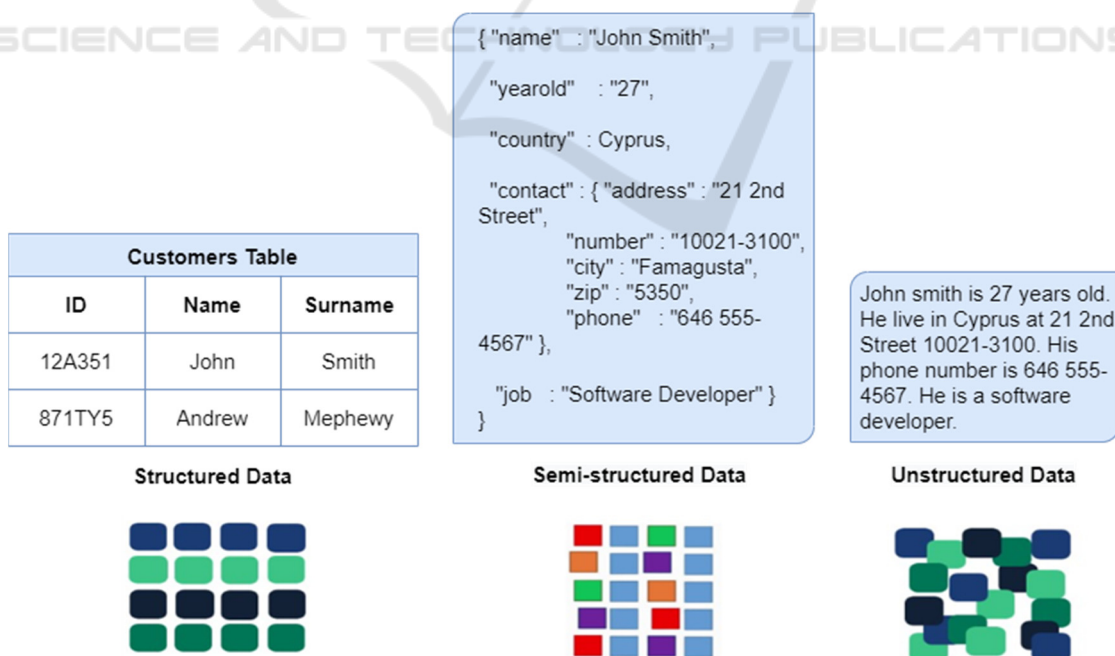 SCIENCE AND TECHNOLOGY PUBLICATIONS
{ "name" : "John Smith",
"yearold" : "27",
"country" : Cyprus,
"contact" : { "address" : "21 2nd
Street",
"number" : "10021-3100",
"city" : "Famagusta",
"zip" : "5350",
"phone" : "646 555-
4567" },
"job : "Software Developer" }
}
Customers Table
ID Name Surname
12A351 John Smith
871TY5 Andrew Mephewy
John smith is 27 years old.
He live in Cyprus at 21 2nd
Street 10021-3100. His
phone number is 646 555-
4567. He is a software
developer.
Structured Data
Semi-structured Data
Unstructured Data